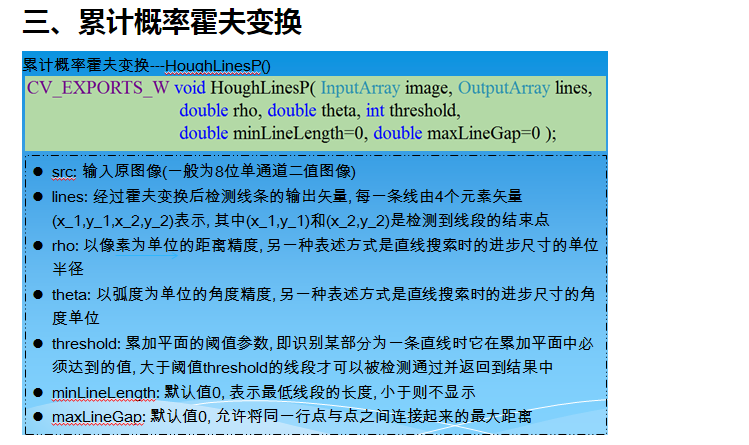 三、累计概率霍夫变换
累计概率霍夫变换---HoughLinesP()
CV_EXPORTS_W void HoughLinesP( InputArray image, OutputArray lines,
double rho, double theta, int threshold,
double minLineLength=0, double maxLineGap=0 );
● src: 输入原图像(一般为8位单通道二值图像)
● lines: 经过霍夫变换后检测线条的输出矢量, 每一条线由4个元素矢量
(x_1,y_1,x_2,y_2)表示, 其中(x_1,y_1)和(x_2,y_2)是检测到线段的结束点
● rho: 以像素为单位的距离精度, 另一种表述方式是直线搜索时的进步尺寸的单位
半径
● theta: 以弧度为单位的角度精度, 另一种表述方式是直线搜索时的进步尺寸的角
度单位
● threshold: 累加平面的阈值参数, 即识别某部分为一条直线时它在累加平面中必
须达到的值, 大于阈值threshold的线段才可以被检测通过并返回到结果中
● minLineLength: 默认值0, 表示最低线段的长度, 小于则不显示
● maxLineGap: 默认值0, 允许将同一行点与点之间连接起来的最大距离